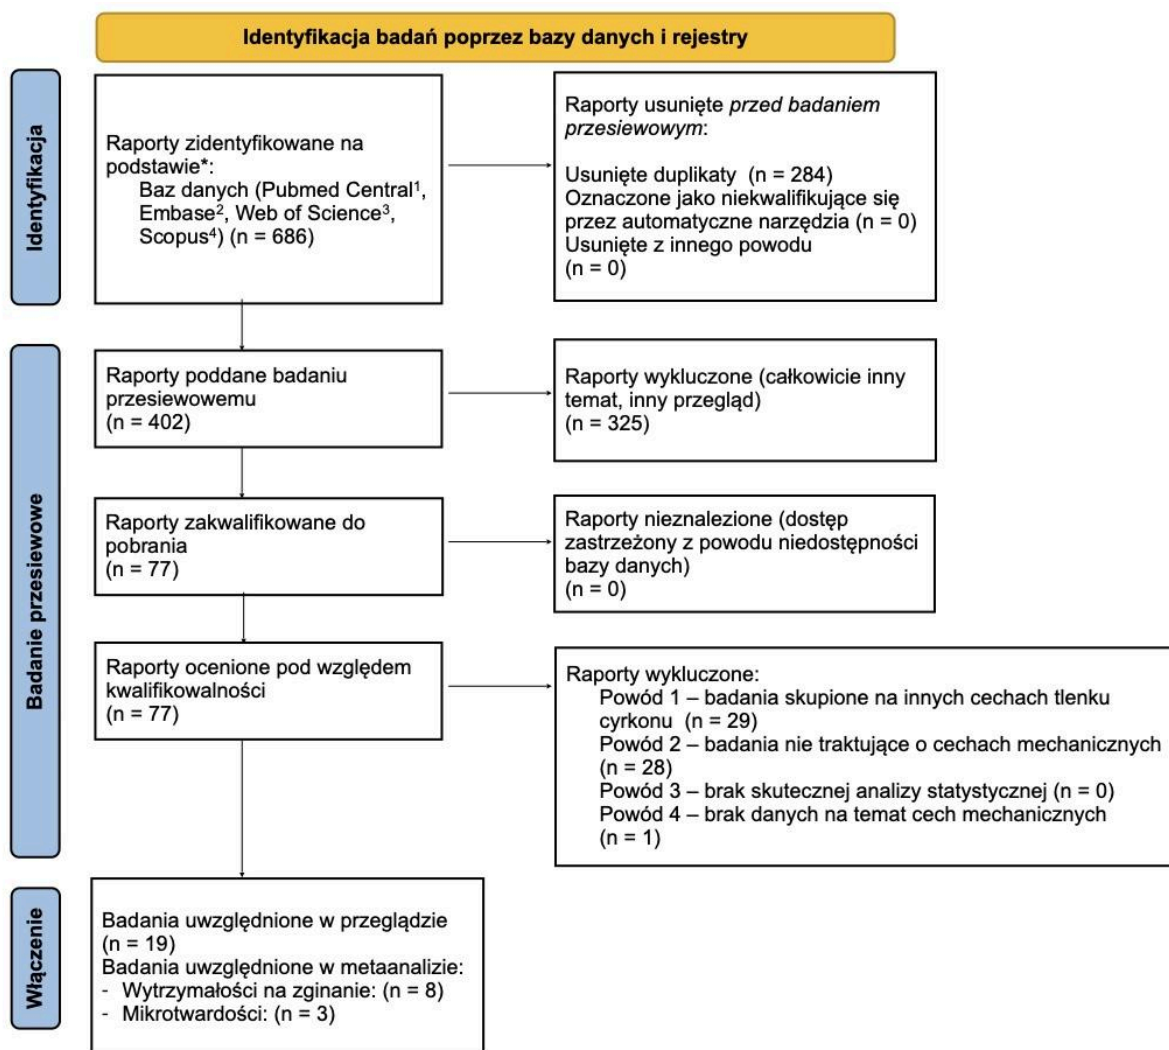 Identyfikacja badań poprzez bazy danych i rejestry
Identyfikacja
Raporty zidentyfikowane na
podstawie*:
Baz danych (Pubmed Central¹,
Embase², Web of Science³,
Scopus⁴) (n = 686)
Raporty usunięte przed badaniem
przesiewowym:
Usunięte duplikaty (n = 284)
Oznaczone jako niekwalifikujące się
przez automatyczne narzędzia (n = 0)
Usunięte z innego powodu
(n = 0)
Badanie przesiewowe
Raporty poddane badaniu
przesiewowemu
(n = 402)
Raporty wykluczone (całkowicie inny
temat, inny przegląd)
(n = 325)
Raporty zakwalifikowane do
pobrania
(n = 77)
Raporty nieznalezione (dostęp
zastrzeżony z powodu niedostępności
bazy danych)
(n = 0)
Raporty ocenione pod względem
kwalifikowalności
(n = 77)
Raporty wykluczone:
Powód 1 – badania skupione na innych cechach tlenku
cyrkonu (n = 29)
Powód 2 – badania nie traktujące o cechach mechanicznych
(n = 28)
Powód 3 – brak skutecznej analizy statystycznej (n = 0)
Powód 4 – brak danych na temat cech mechanicznych
(n = 1)
Włączenie
Badania uwzględnione w przeglądzie
(n = 19)
Badania uwzględnione w metaanalizie:
- Wytrzymałości na zginanie: (n = 8)
- Mikrotwardości: (n = 3)